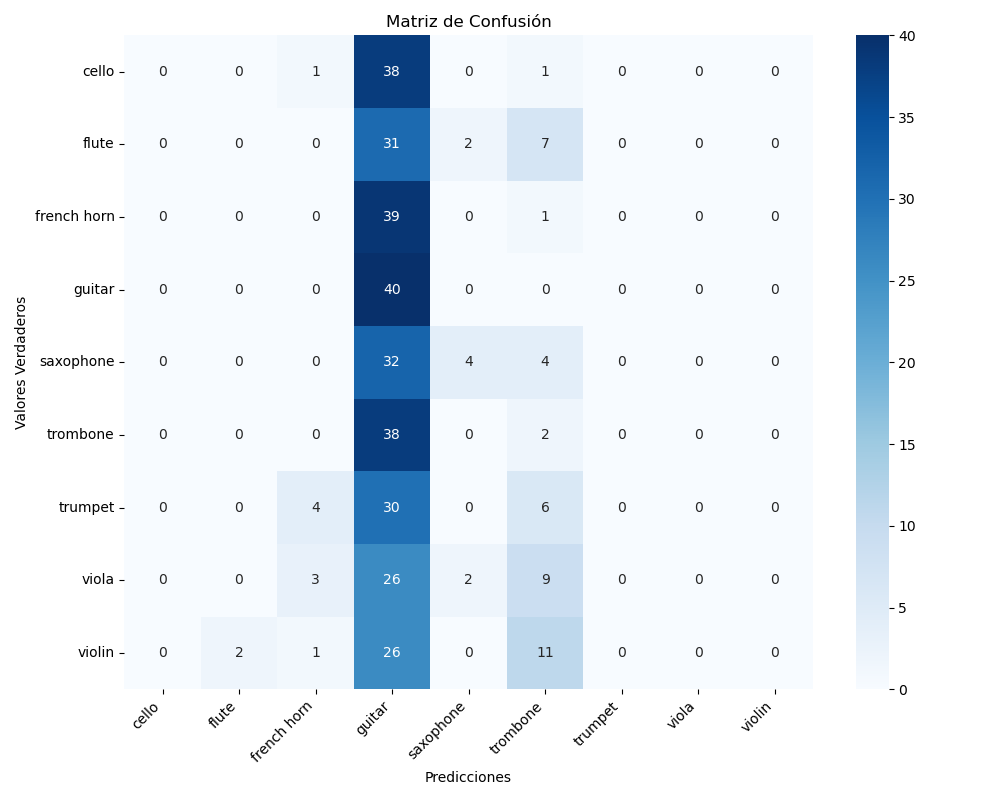 Matriz de Confusión
cello 0 0 1 38 0 1 0 0 0
flute 0 0 0 31 2 7 0 0 0
french horn 0 0 0 39 0 1 0 0 0
guitar 0 0 0 40 0 0 0 0 0
saxophone 0 0 0 32 4 4 0 0 0
trombone 0 0 0 38 0 2 0 0 0
trumpet 0 0 4 30 0 6 0 0 0
viola 0 0 3 26 2 9 0 0 0
violin 0 2 1 26 0 11 0 0 0
cello flute french horn guitar saxophone trombone trumpet viola violin
Predicciones
Valores Verdaderos
40
35
30
25
20
15
10
5
0